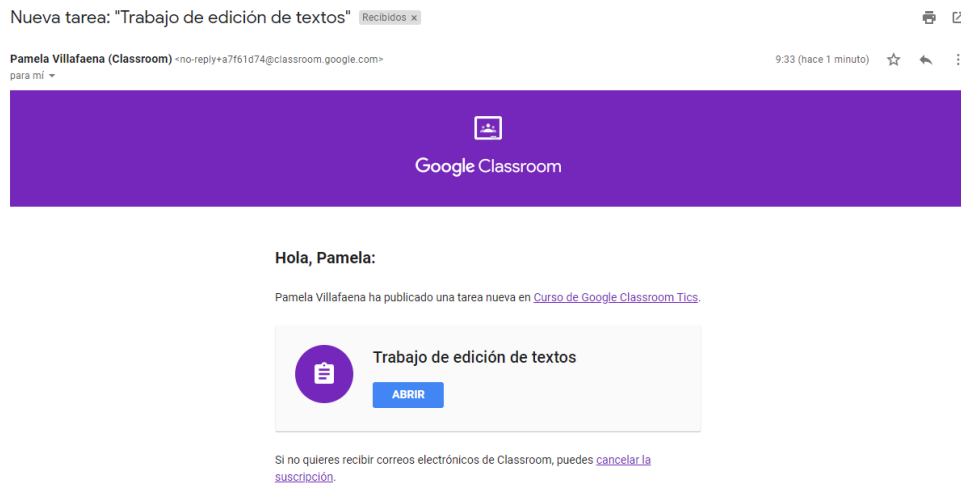 Nueva tarea: "Trabajo de edición de textos" Recibidos x
Pamela Villafaena (Classroom) <no-reply+a7f61d74@classroom.google.com> 9:33 (hace 1 minuto)
para mí
Google Classroom
Hola, Pamela:
Pamela Villafaena ha publicado una tarea nueva en Curso de Google Classroom Tics.
Trabajo de edición de textos
ABRIR
Si no quieres recibir correos electrónicos de Classroom, puedes cancelar la
suscripción.